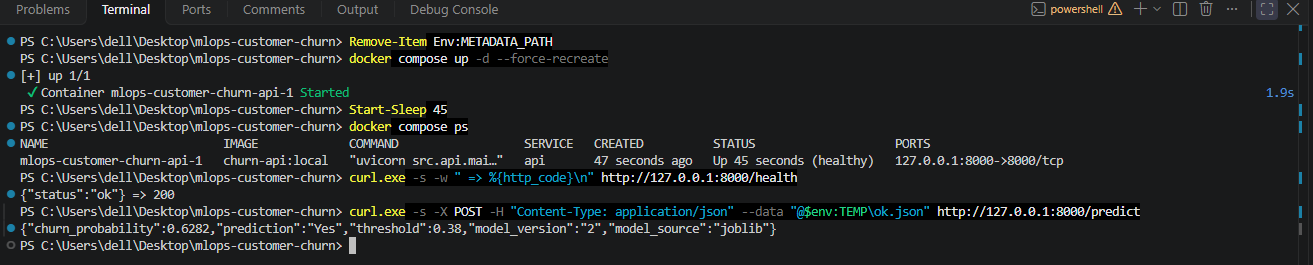 Problems Terminal Ports Comments Output Debug Console powershell
PS C:\Users\dell\Desktop\mlops-customer-churn> Remove-Item Env:METADATA_PATH
PS C:\Users\dell\Desktop\mlops-customer-churn> docker compose up -d --force-recreate
[+] up 1/1
✓Container mlops-customer-churn-api-1 Started 1.9s
PS C:\Users\dell\Desktop\mlops-customer-churn> Start-Sleep 45
PS C:\Users\dell\Desktop\mlops-customer-churn> docker compose ps
NAME IMAGE COMMAND SERVICE CREATED STATUS PORTS
mlops-customer-churn-api-1 churn-api:local "uvicorn src.api.mai…" api 47 seconds ago Up 45 seconds (healthy) 127.0.0.1:8000->8000/tcp
PS C:\Users\dell\Desktop\mlops-customer-churn> curl.exe -s -w " => %{http_code}\n" http://127.0.0.1:8000/health
{"status":"ok"} => 200
PS C:\Users\dell\Desktop\mlops-customer-churn> curl.exe -s -X POST -H "Content-Type: application/json" --data "@$env:TEMP\ok.json" http://127.0.0.1:8000/predict
{"churn_probability":0.6282,"prediction":"Yes","threshold":0.38,"model_version":"2","model_source":"joblib"}
PS C:\Users\dell\Desktop\mlops-customer-churn>